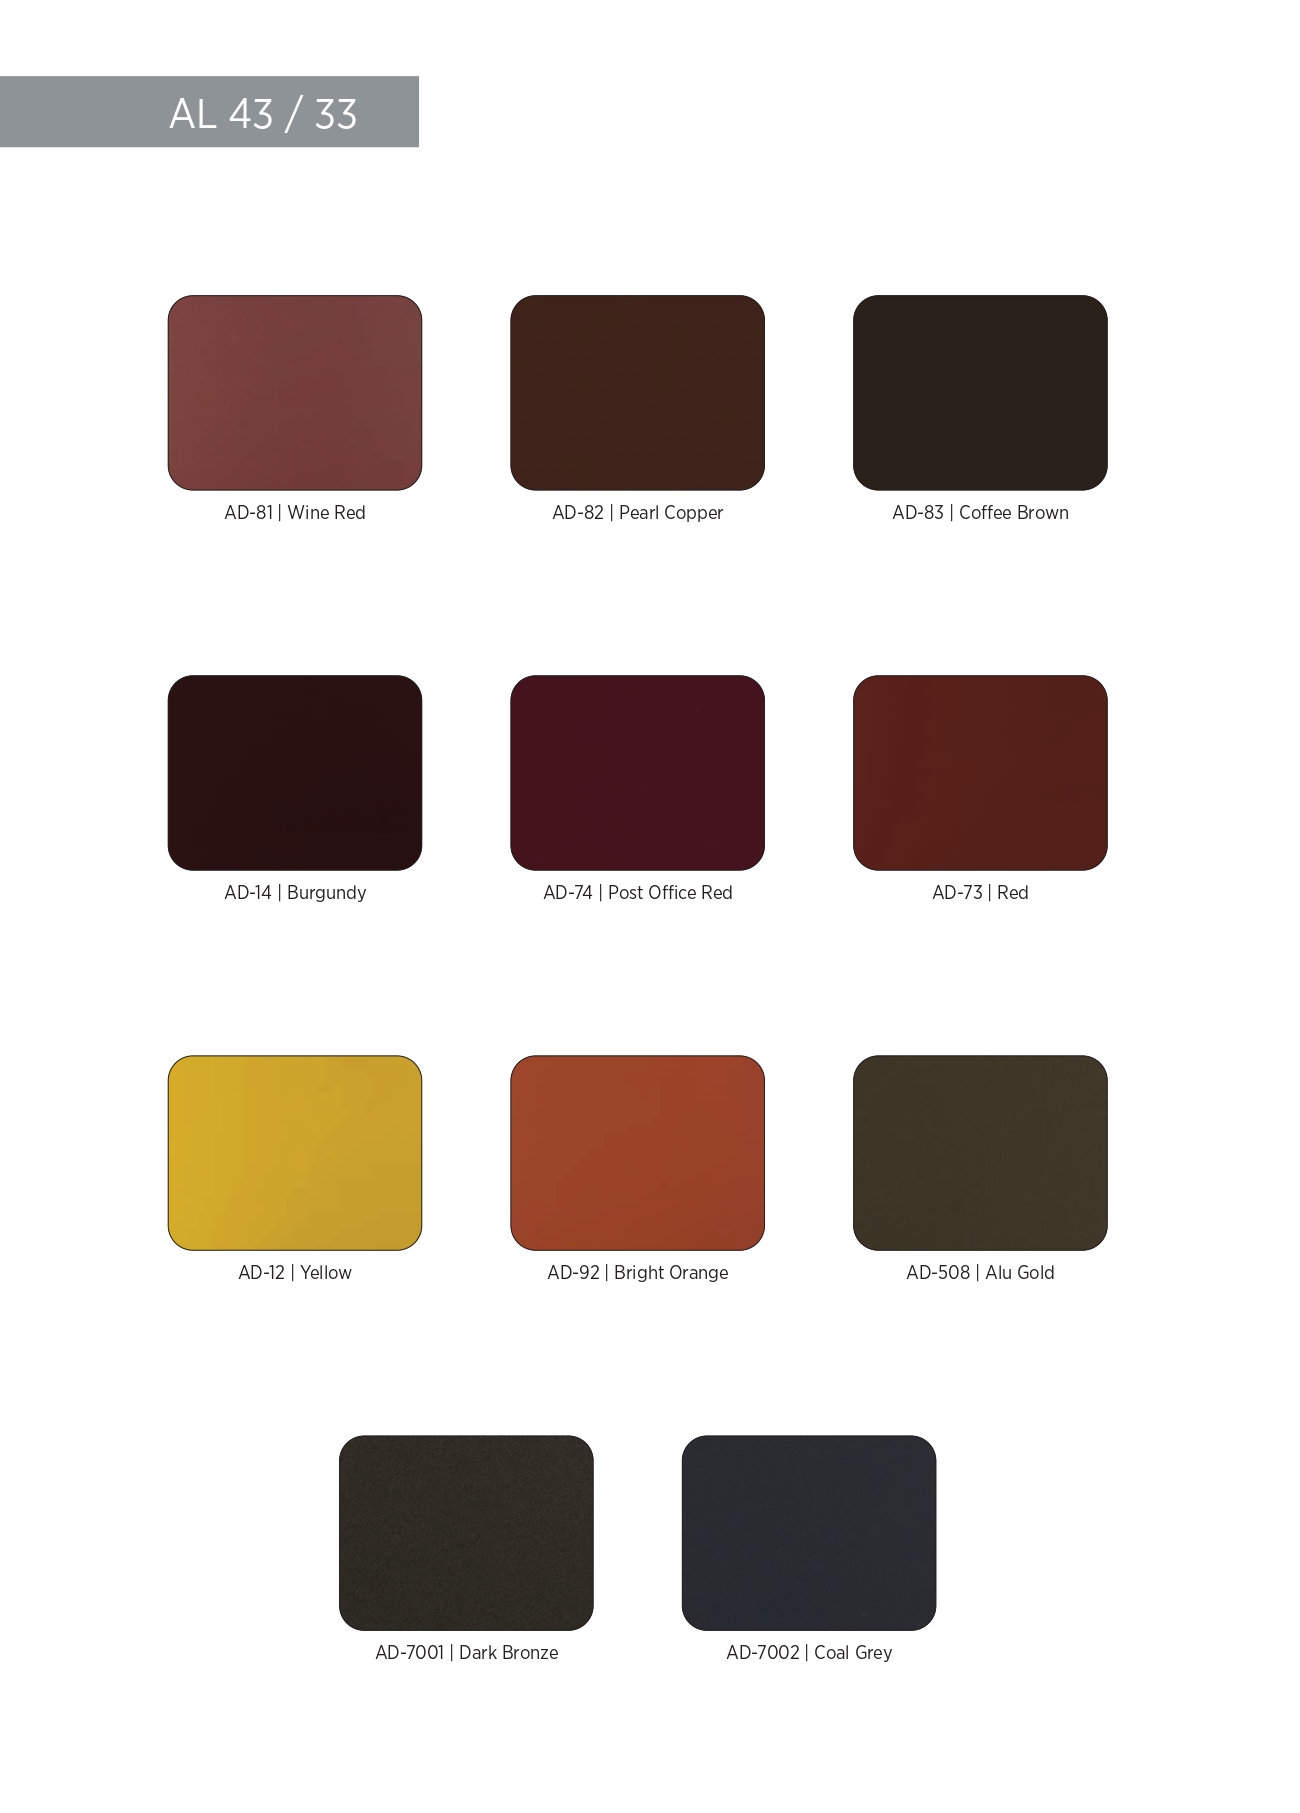 AL 43 / 33
AD-81 | Wine Red
AD-82 | Pearl Copper
AD-83 | Coffee Brown
AD-14 | Burgundy
AD-74 | Post Office Red
AD-73 | Red
AD-12 | Yellow
AD-92 | Bright Orange
AD-508 | Alu Gold
AD-7001 | Dark Bronze
AD-7002 | Coal Grey